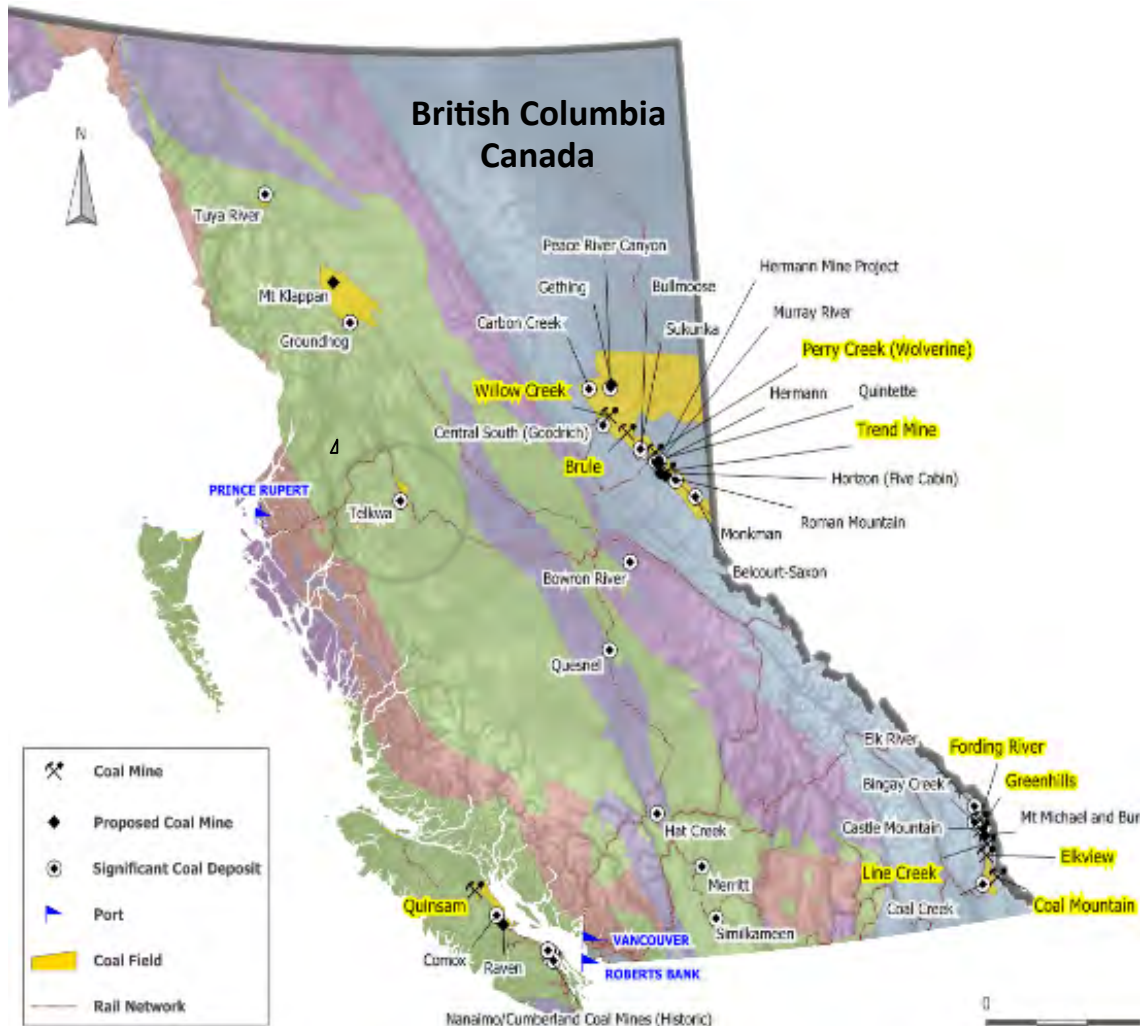 British Columbia
Canada
N
Tuya River
Peace River Canyon
Hermann Mine Project
Mt Klappan
Gething
Bullmoose
Murray River
Groundhog
Carbon Creek
Sukunka
Perry Creek (Wolverine)
Willow Creek
Hermann
Quintette
Central South (Goodrich)
Trend Mine
Brule
Horizon (Five Cabin)
PRINCE RUPERT
Telkwa
Roman Mountain
Monkman
Belcourt-Saxon
Bowron River
Quesnel
Elk River
Fording River
Bingay Creek
Greenhills
Castle Mountain
Mt Michael and Bur
Hat Creek
Elkview
Line Creek
Merritt
Coal Mountain
Coal Creek
Quinsam
Similkameen
Comox
Raven
VANCOUVER
ROBERTS BANK
Nanaimo/Cumberland Coal Mines (Historic)
0
Coal Mine
Proposed Coal Mine
Significant Coal Deposit
Port
Coal Field
Rail Network